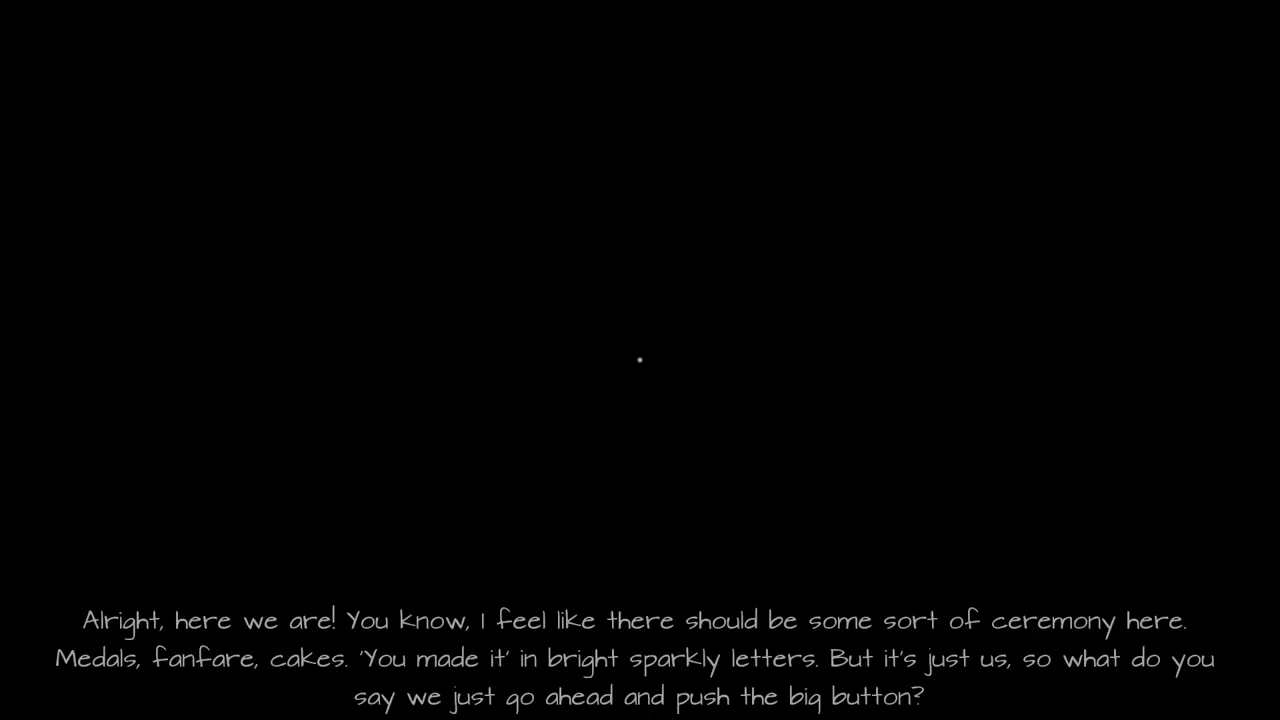 Alright, here we are! You know, I feel like there should be some sort of ceremony here.
Medals, fanfare, cakes. 'You made it' in bright sparkly letters. But it's just us, so what do you
say we just go ahead and push the big button?